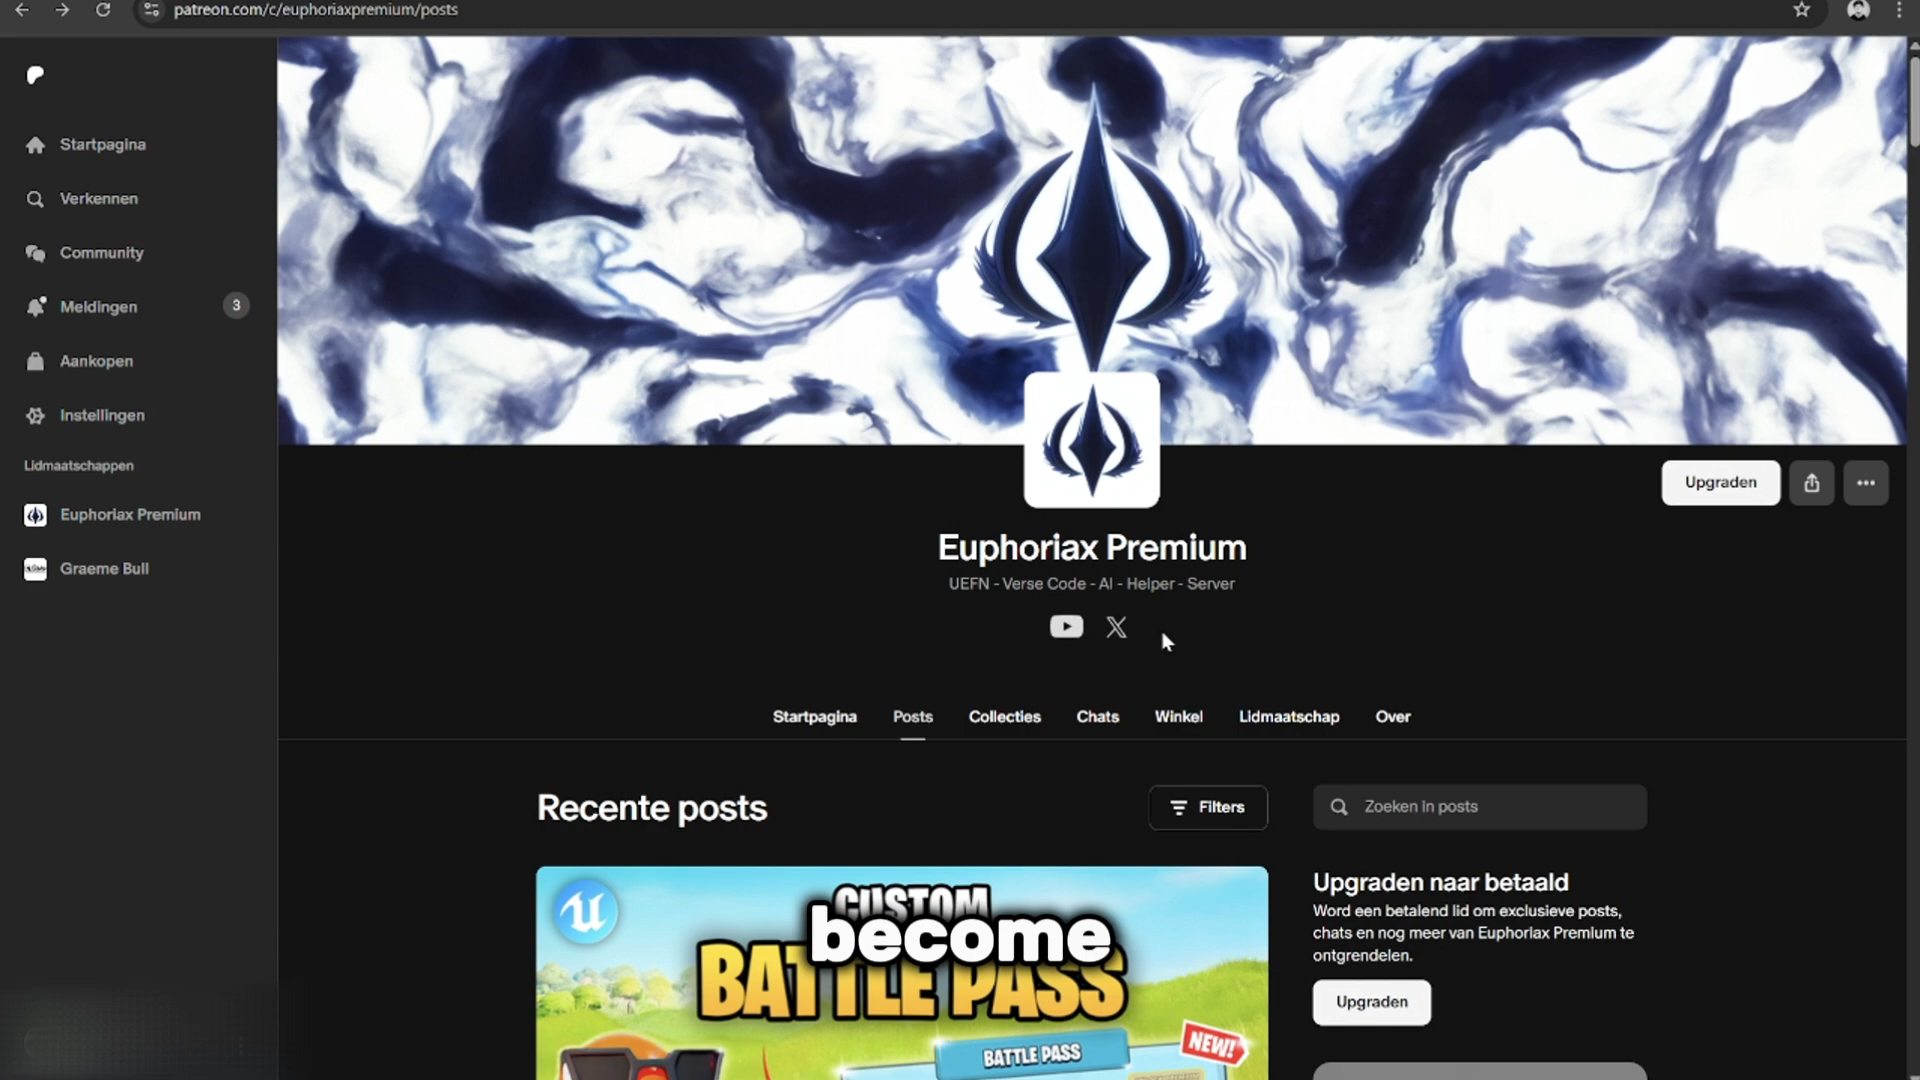 patreon.com/c/euphoriaxpremium/posts
Startpagina
Verkennen
Community
Meldingen
3
Aankopen
Instellingen
Lidmaatschappen
Euphoriax Premium
Graeme Bull
Upgraden
Euphoriax Premium
UEFN - Verse Code - AI - Helper - Server
Startpagina
Posts
Collecties
Chats
Winkel
Lidmaatschap
Over
Recente posts
Filters
Zoeken in posts
CUSTOM
become
BATTLE PASS
BATTLE PASS
NEW!
Upgraden naar betaald
Word een betalend lid om exclusieve posts,
chats en nog meer van Euphoriax Premium te
ontgrendelen.
Upgraden